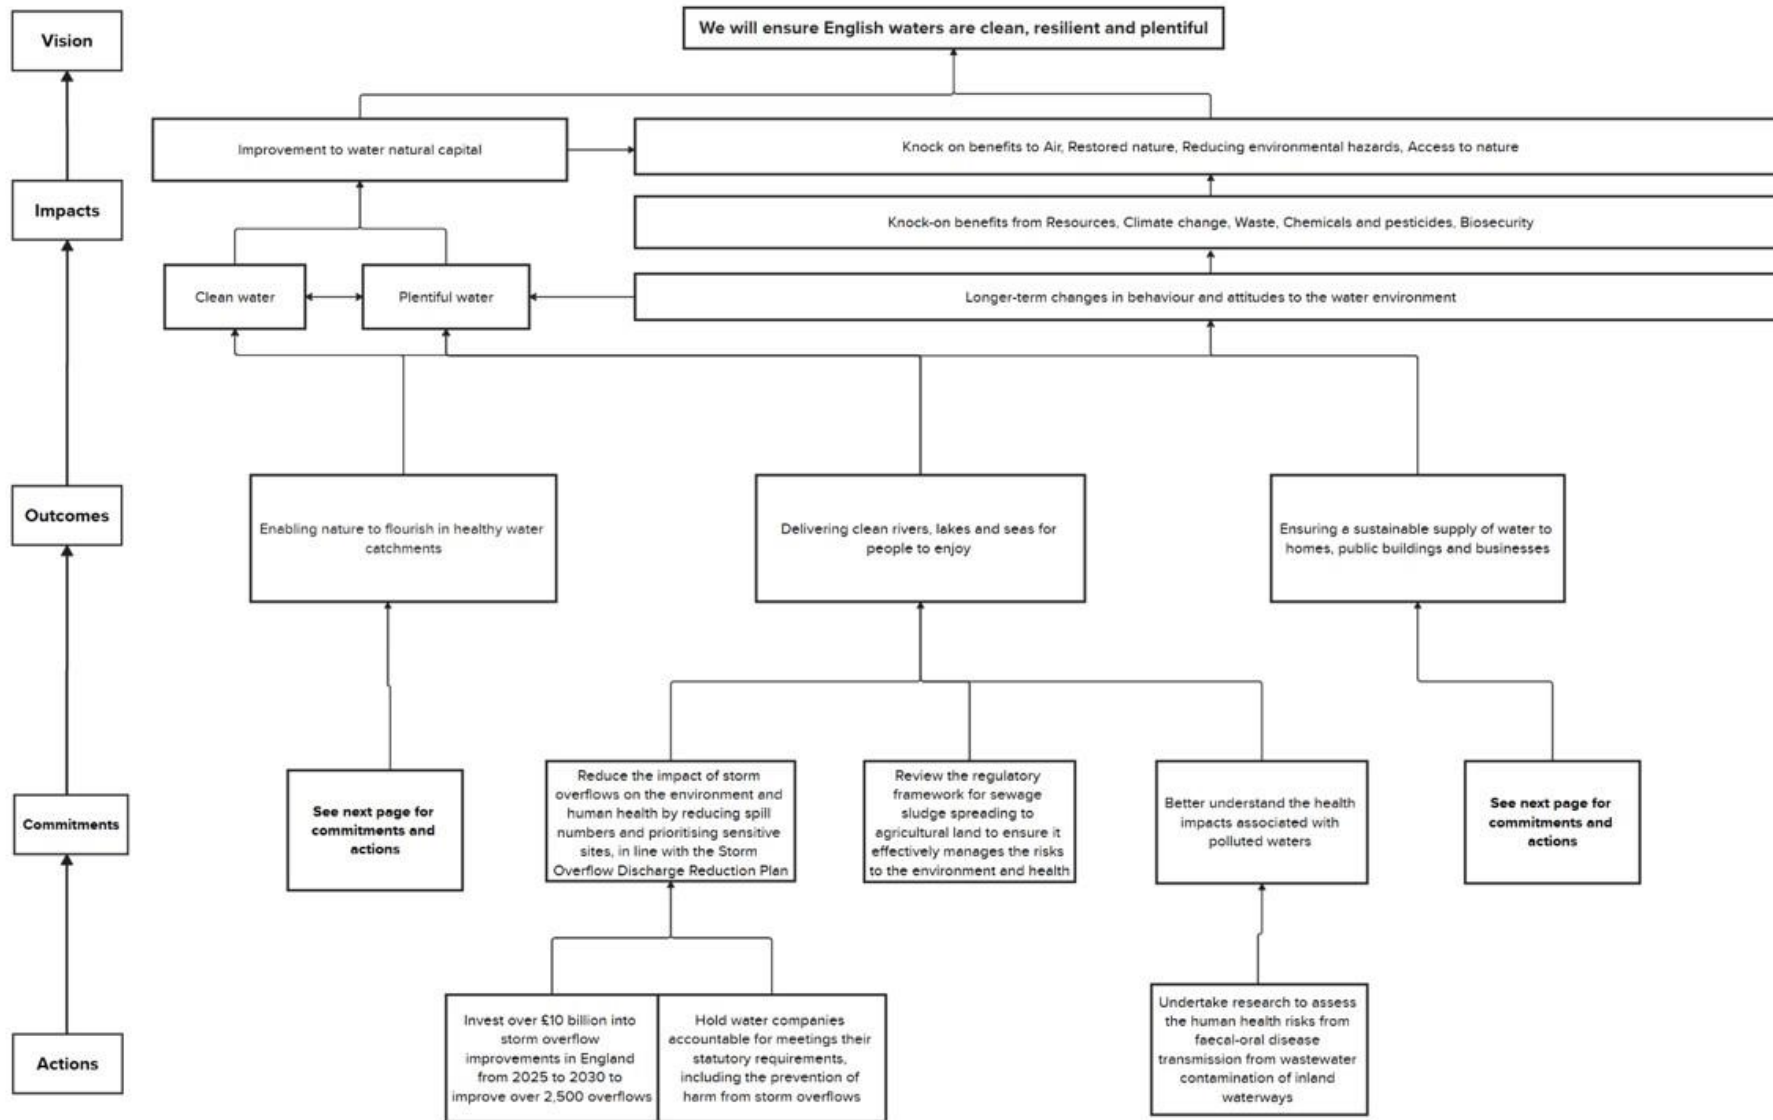 We will ensure English waters are clean, resilient and plentiful
Vision
Improvement to water natural capital
Knock on benefits to Air, Restored nature, Reducing environmental hazards, Access to nature
Impacts
Knock-on benefits from Resources, Climate change, Waste, Chemicals and pesticides, Biosecurity
Clean water
Plentiful water
Longer-term changes in behaviour and attitudes to the water environment
Outcomes
Enabling nature to flourish in healthy water
catchments
Delivering clean rivers, lakes and seas for
people to enjoy
Ensuring a sustainable supply of water to
homes, public buildings and businesses
Commitments
See next page for
commitments and
actions
Reduce the impact of storm
overflows on the environment and
human health by reducing spill
numbers and prioritising sensitive
sites, in line with the Storm
Overflow Discharge Reduction Plan
Review the regulatory
framework for sewage
sludge spreading to
agricultural land to ensure it
effectively manages the risks
to the environment and health
Better understand the health
impacts associated with
polluted waters
See next page for
commitments and
actions
Actions
Invest over £10 billion into
storm overflow
improvements in England
from 2025 to 2030 to
improve over 2,500 overflows
Hold water companies
accountable for meetings their
statutory requirements,
including the prevention of
harm from storm overflows
Undertake research to assess
the human health risks from
faecal-oral disease
transmission from wastewater
contamination of inland
waterways